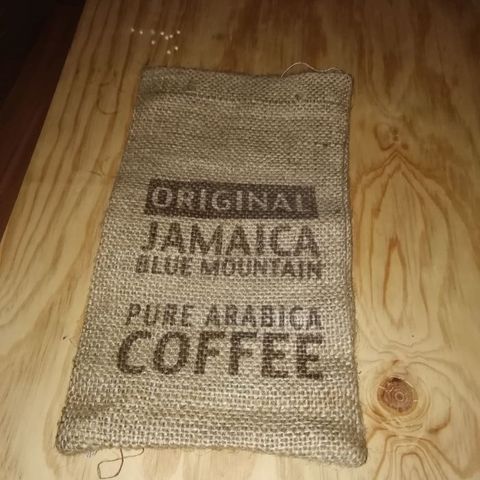 ORIGINAL
JAMAICA
BLUE MOUNTAIN
PURE ARABICA
COFFEE